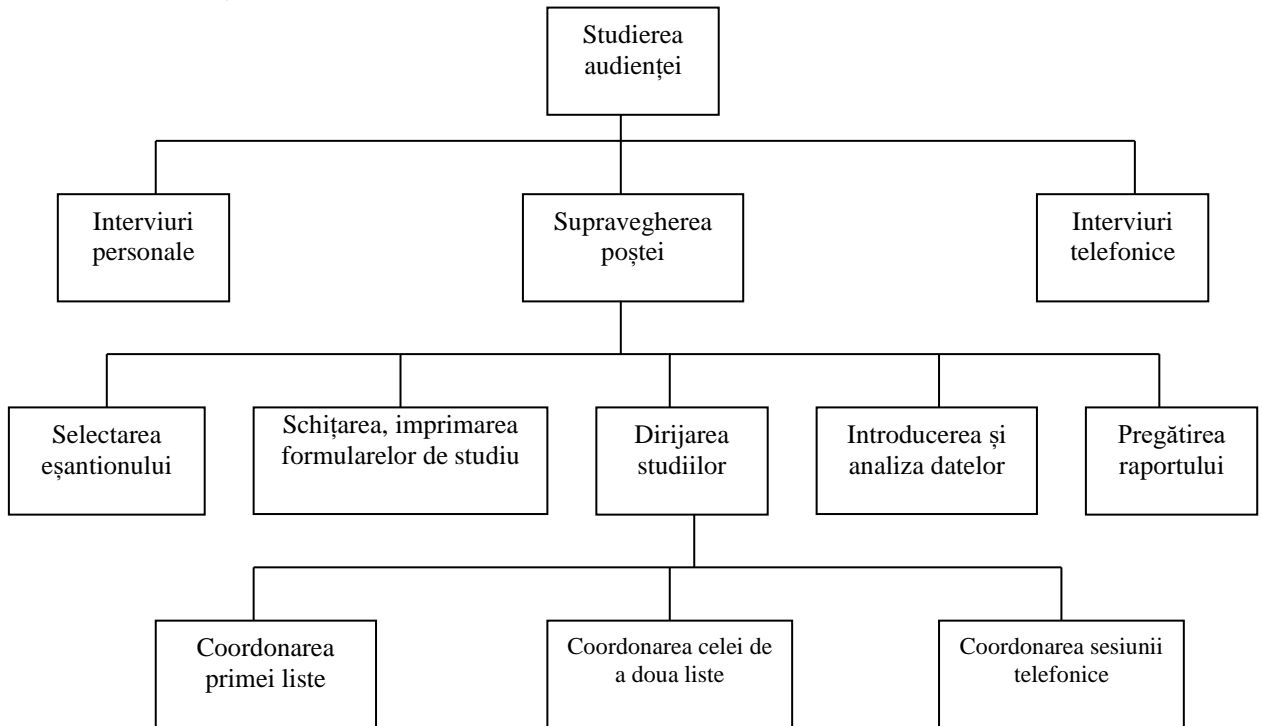 Studierea
audienței
Interviuri
personale
Supravegherea
poștei
Interviuri
telefonice
Selectarea
eșantionului
Schițarea, imprimarea
formularelor de studiu
Dirijarea
studiilor
Introducerea și
analiza datelor
Pregătirea
raportului
Coordonarea
primei liste
Coordonarea celei de
a doua liste
Coordonarea sesiunii
telefonice